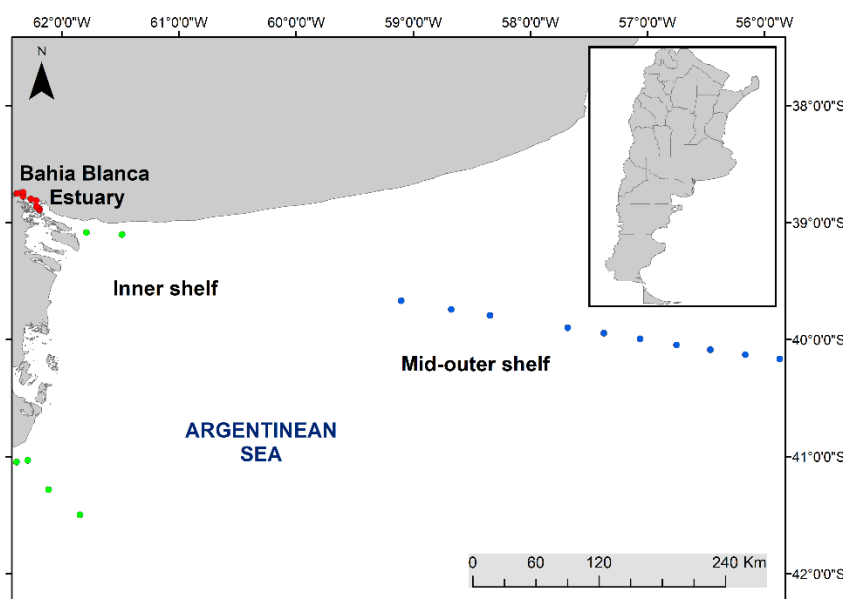 62°0'0"W 61°0'0"W 60°0'0"W 59°0'0"W 58°0'0"W 57°0'0"W 56°0'0"W
N
38°0'0"S
Bahia Blanca
Estuary
39°0'0"S
Inner shelf
40°0'0"S
Mid-outer shelf
ARGENTINEAN
SEA
41°0'0"S
0 60 120 240 Km
42°0'0"S